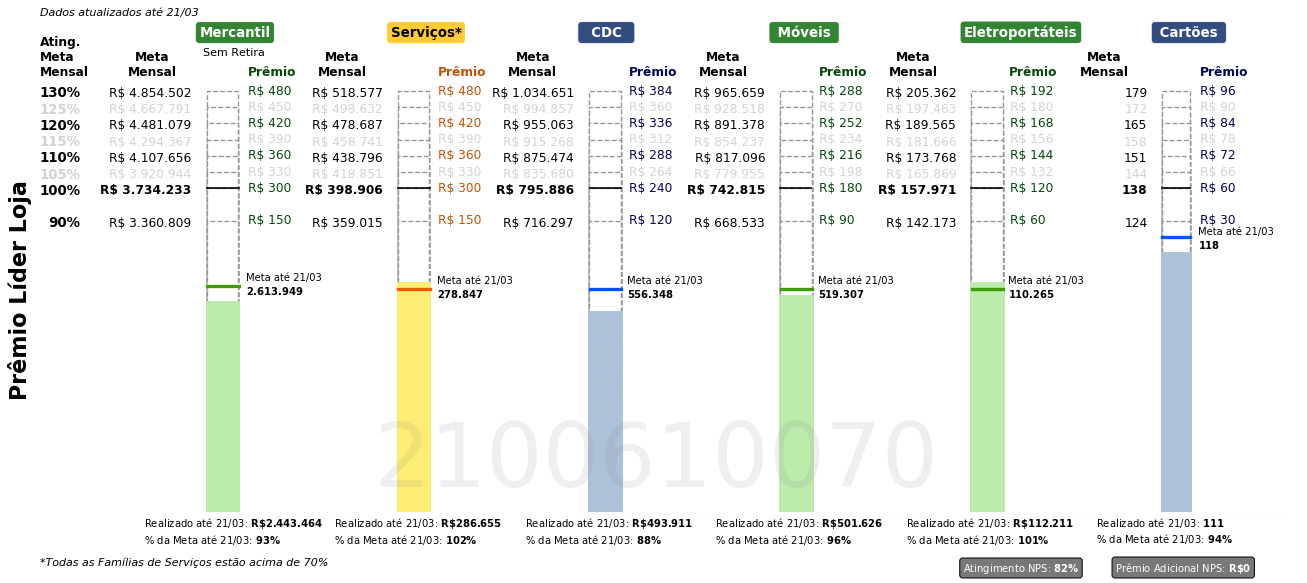 Dados atualizados até 21/03
Mercantil Serviços* CDC Móveis Eletroportáteis Cartões
Sem Retira
Ating. Meta Mensal Meta Mensal Prêmio Meta Mensal Prêmio Meta Mensal Prêmio Meta Mensal Prêmio Meta Mensal Prêmio Meta Mensal Prêmio
130% R$ 4.854.502 R$ 480 R$ 518.577 R$ 480 R$ 1.034.651 R$ 384 R$ 965.659 R$ 288 R$ 205.362 R$ 192 179 R$ 96
125% R$ 4.667.791 R$ 450 R$ 498.632 R$ 450 R$ 994.857 R$ 360 R$ 928.518 R$ 270 R$ 197.463 R$ 180 172 R$ 90
120% R$ 4.481.079 R$ 420 R$ 478.687 R$ 420 R$ 955.063 R$ 336 R$ 891.378 R$ 252 R$ 189.565 R$ 168 165 R$ 84
115% R$ 4.294.367 R$ 390 R$ 458.741 R$ 390 R$ 915.268 R$ 312 R$ 854.237 R$ 234 R$ 181.666 R$ 156 158 R$ 78
110% R$ 4.107.656 R$ 360 R$ 438.796 R$ 360 R$ 875.474 R$ 288 R$ 817.096 R$ 216 R$ 173.768 R$ 144 151 R$ 72
105% R$ 3.920.944 R$ 330 R$ 418.851 R$ 330 R$ 835.680 R$ 264 R$ 779.955 R$ 198 R$ 165.869 R$ 132 144 R$ 66
100% R$ 3.734.233 R$ 300 R$ 398.906 R$ 300 R$ 795.886 R$ 240 R$ 742.815 R$ 180 R$ 157.971 R$ 120 138 R$ 60
90% R$ 3.360.809 R$ 150 R$ 359.015 R$ 150 R$ 716.297 R$ 120 R$ 668.533 R$ 90 R$ 142.173 R$ 60 124 R$ 30
Meta até 21/03
118
Meta até 21/03 Meta até 21/03 Meta até 21/03 Meta até 21/03 Meta até 21/03
2.613.949 278.847 556.348 519.307 110.265
Prêmio Líder Loja
2100610070
Realizado até 21/03: R$2.443.464 Realizado até 21/03: R$286.655 Realizado até 21/03: R$493.911 Realizado até 21/03: R$501.626 Realizado até 21/03: R$112.211 Realizado até 21/03: 111
% da Meta até 21/03: 93% % da Meta até 21/03: 102% % da Meta até 21/03: 88% % da Meta até 21/03: 96% % da Meta até 21/03: 101% % da Meta até 21/03: 94%
*Todas as Famílias de Serviços estão acima de 70%
Atingimento NPS: 82% Prêmio Adicional NPS: R$0